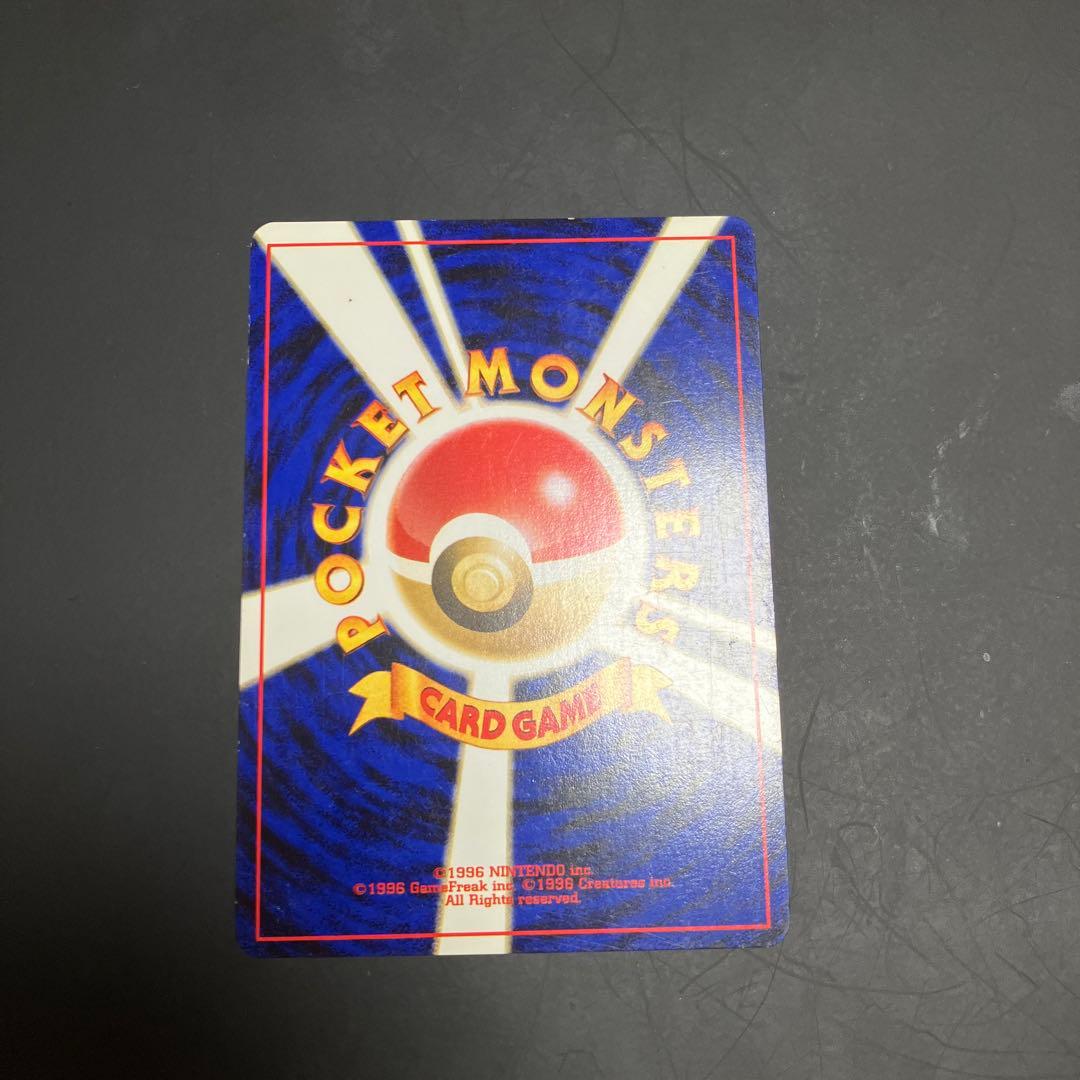 POCKET MONSTERS
CARD GAME
©1996 NINTENDO inc.
©1996 GameFreak inc. ©1996 Creatures inc.
All Rights reserved.